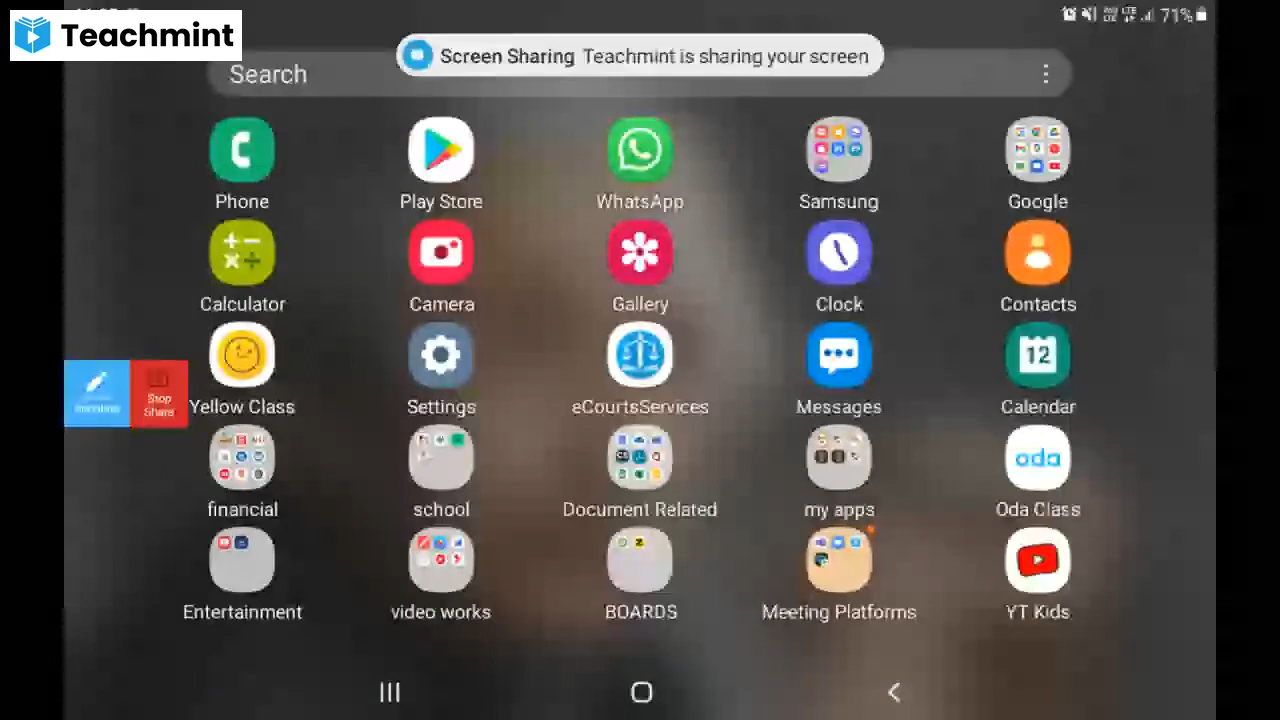 Teachmint
71%
Screen Sharing Teachmint is sharing your screen
Search
Phone
Play Store
WhatsApp
Samsung
Google
Calculator
Camera
Gallery
Clock
Contacts
Yellow Class
Settings
eCourtsServices
Messages
12
Calendar
Stop
Share
financial
school
Document Related
my apps
oda
Oda Class
Entertainment
video works
BOARDS
Meeting Platforms
YT Kids